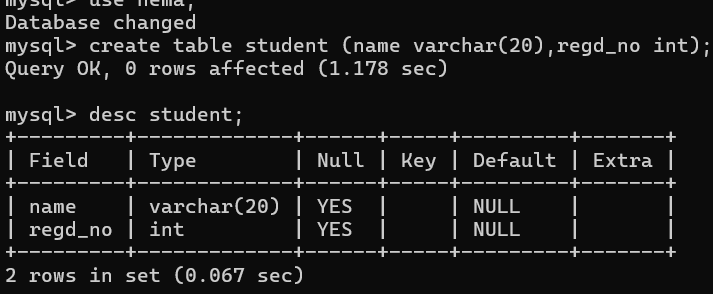 mysql> use hema;
Database changed
mysql> create table student (name varchar(20),regd_no int);
Query OK, 0 rows affected (1.178 sec)

mysql> desc student;
+---------+-------------+------+-----+---------+-------+
| Field   | Type        | Null | Key | Default | Extra |
+---------+-------------+------+-----+---------+-------+
| name    | varchar(20) | YES  |     | NULL    |       |
| regd_no | int         | YES  |     | NULL    |       |
+---------+-------------+------+-----+---------+-------+
2 rows in set (0.067 sec)